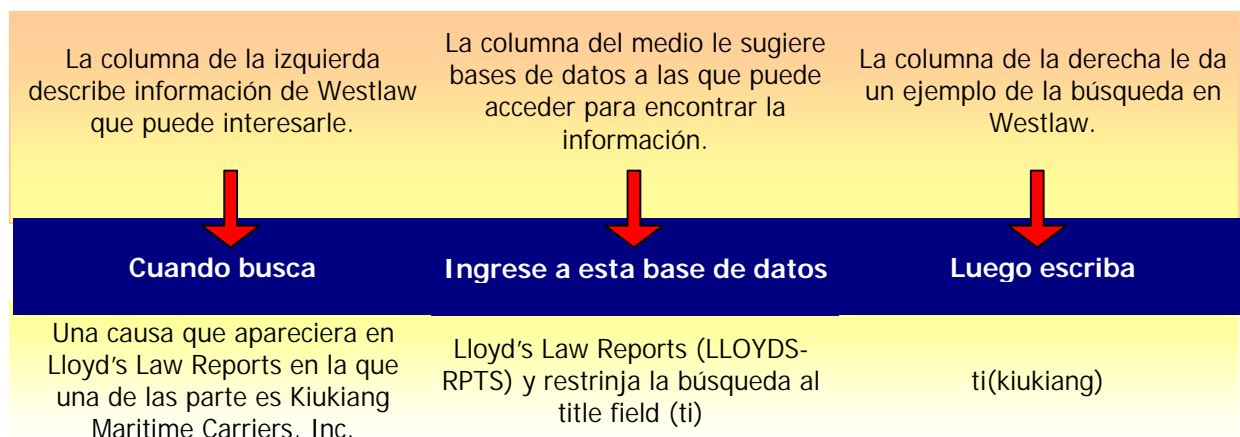 La columna de la izquierda
describe información de Westlaw
que puede interesarle.
La columna del medio le sugiere
bases de datos a las que puede
acceder para encontrar la
información.
La columna de la derecha le da
un ejemplo de la búsqueda en
Westlaw.
Cuando busca
Ingrese a esta base de datos
Luego escriba
Una causa que apareciera en
Lloyd's Law Reports en la que
una de las parte es Kiukiang
Maritime Carriers, Inc.
Lloyd's Law Reports (LLOYDS-
RPTS) y restrinja la búsqueda al
title field (ti)
ti(kiukiang)